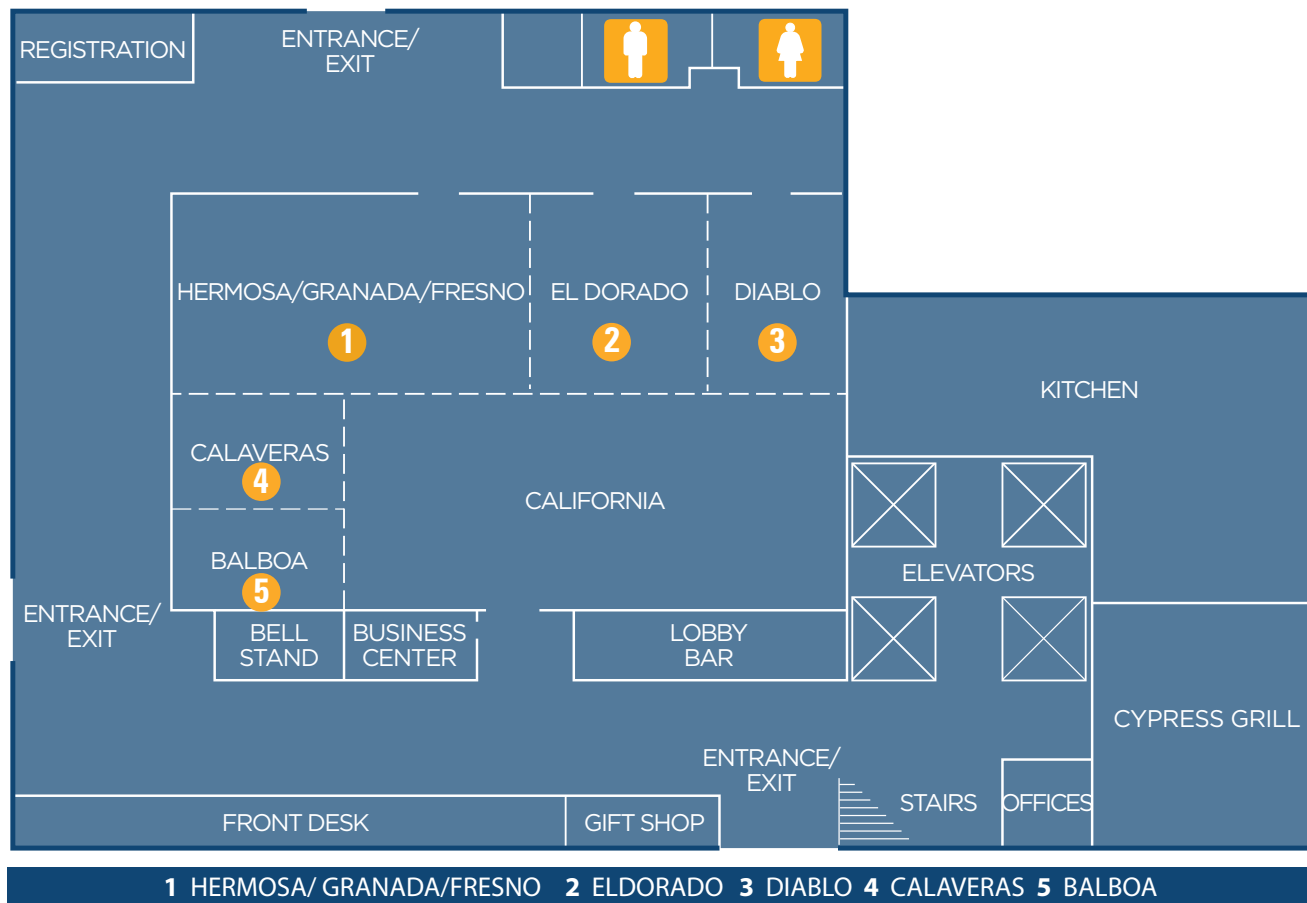 REGISTRATION
ENTRANCE/
EXIT
HERMOSA/GRANADA/FRESNO
1
EL DORADO
2
DIABLO
3
KITCHEN
CALAVERAS
4
CALIFORNIA
BALBOA
5
ELEVATORS
ENTRANCE/
EXIT
BELL
STAND
BUSINESS
CENTER
LOBBY
BAR
CYPRESS GRILL
ENTRANCE/
EXIT
STAIRS
OFFICES
FRONT DESK
GIFT SHOP
1 HERMOSA/ GRANADA/FRESNO 2 ELDORADO 3 DIABLO 4 CALAVERAS 5 BALBOA